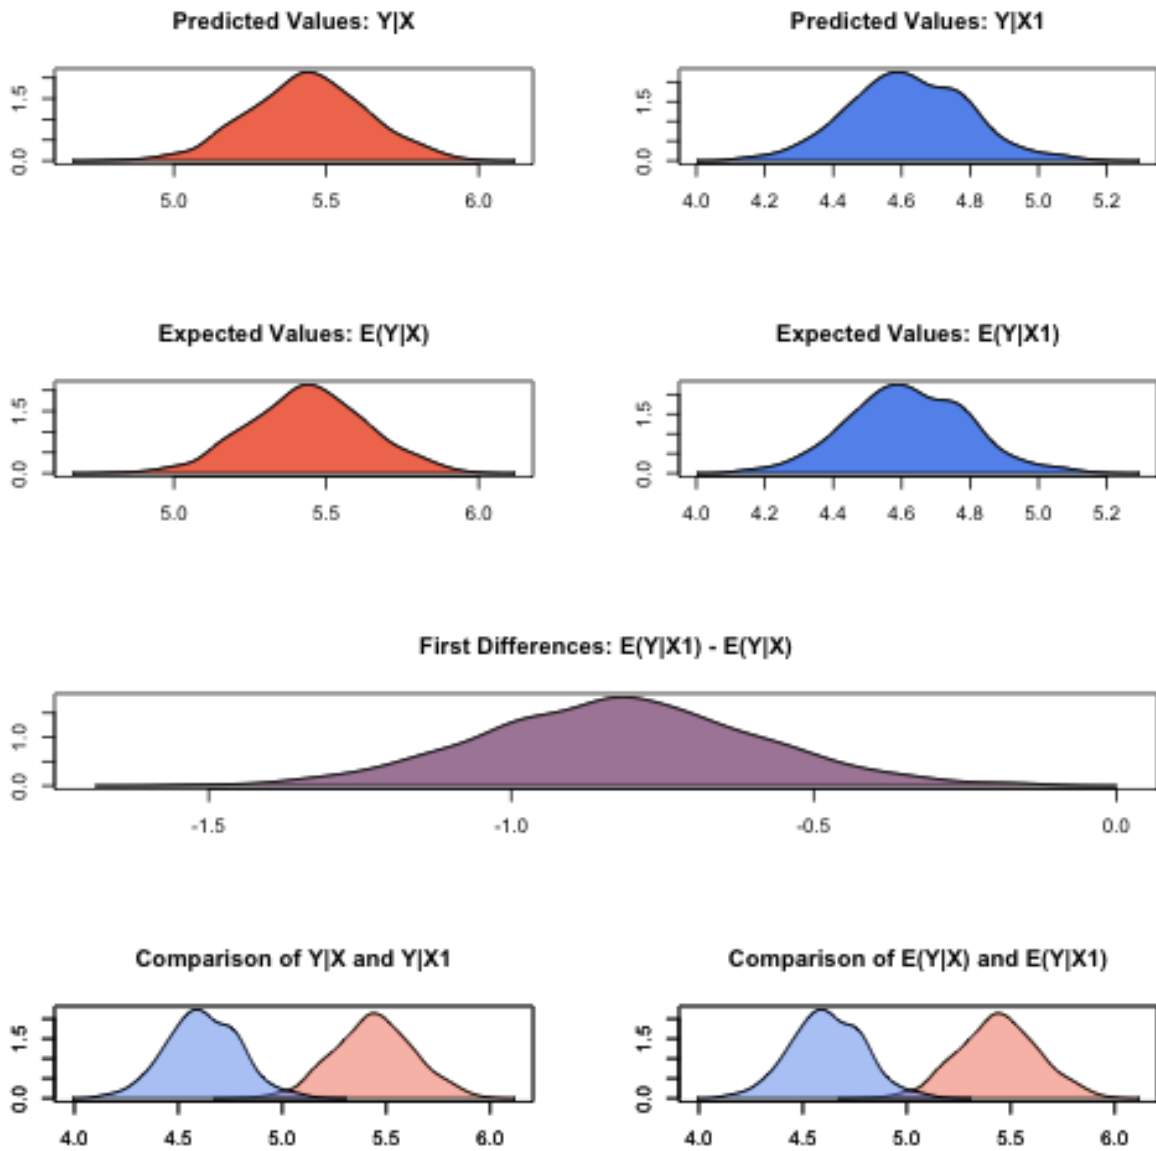 Predicted Values: Y|X
1.5
0.0
5.0 5.5 6.0
Predicted Values: Y|X1
1.5
0.0
4.0 4.2 4.4 4.6 4.8 5.0 5.2
Expected Values: E(Y|X)
1.5
0.0
5.0 5.5 6.0
Expected Values: E(Y|X1)
1.5
0.0
4.0 4.2 4.4 4.6 4.8 5.0 5.2
First Differences: E(Y|X1) - E(Y|X)
1.0
0.0
-1.5 -1.0 -0.5 0.0
Comparison of Y|X and Y|X1
1.5
0.0
4.0 4.5 5.0 5.5 6.0
Comparison of E(Y|X) and E(Y|X1)
1.5
0.0
4.0 4.5 5.0 5.5 6.0